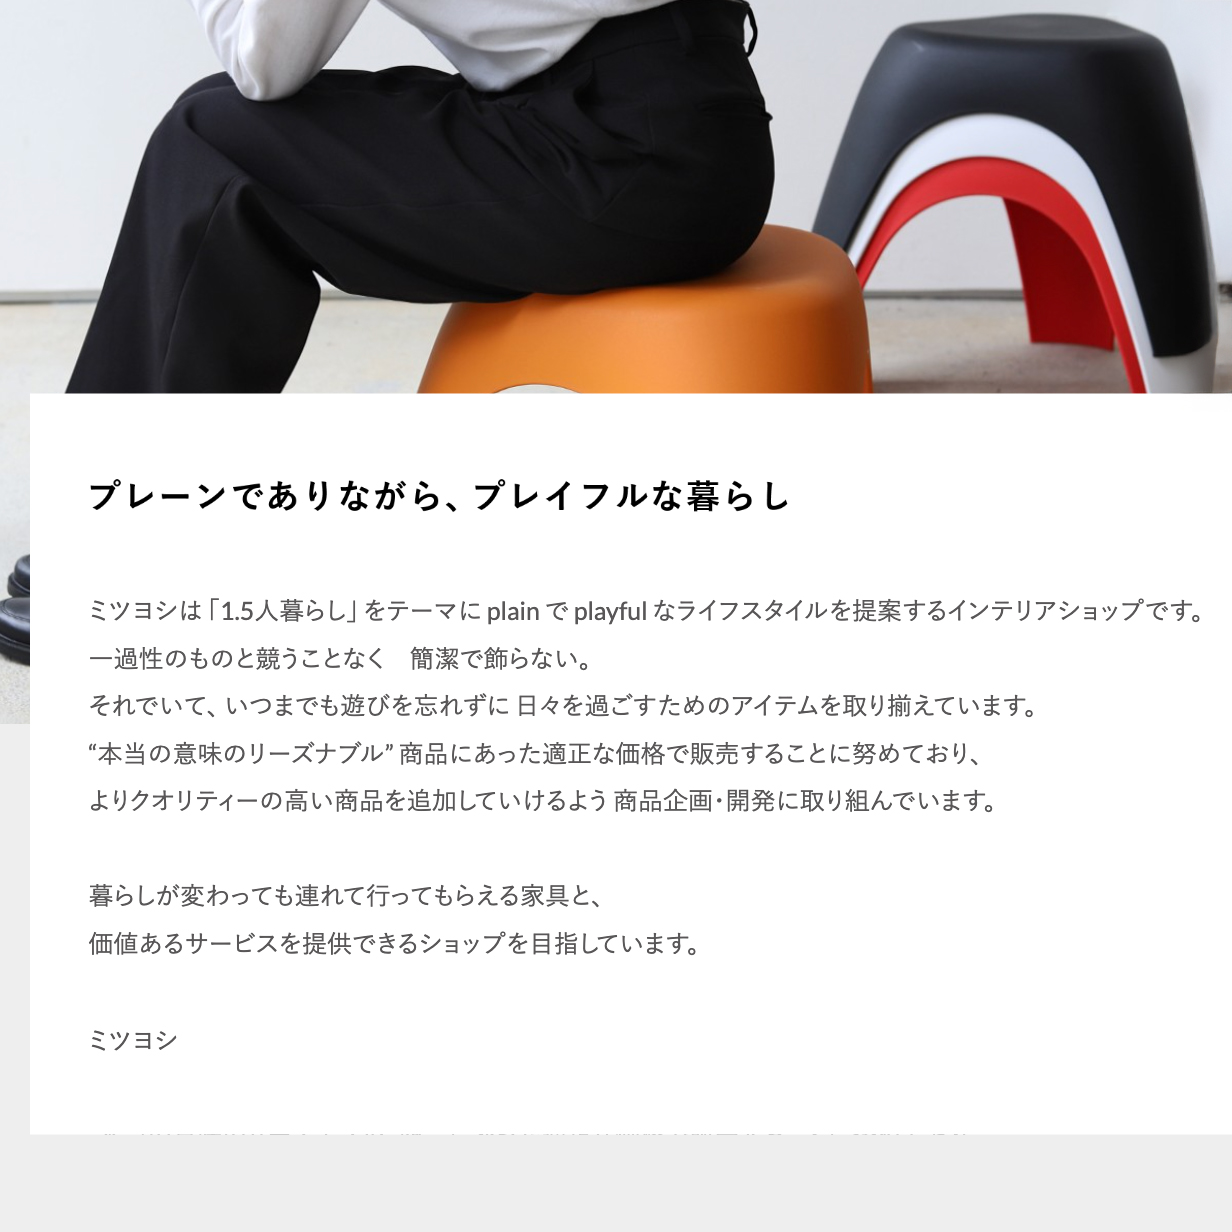 プレーンでありながら、プレイフルな暮らし
ミツヨシは「1.5人暮らし」をテーマに plain で playful なライフスタイルを提案するインテリアショップです。
一過性のものと競うことなく　簡潔で飾らない。
それでいて、いつまでも遊びを忘れずに 日々を過ごすためのアイテムを取り揃えています。
“本当の意味のリーズナブル” 商品にあった適正な価格で販売することに努めており、
よりクオリティーの高い商品を追加していけるよう 商品企画・開発に取り組んでいます。
暮らしが変わっても連れて行ってもらえる家具と、
価値あるサービスを提供できるショップを目指しています。
ミツヨシ